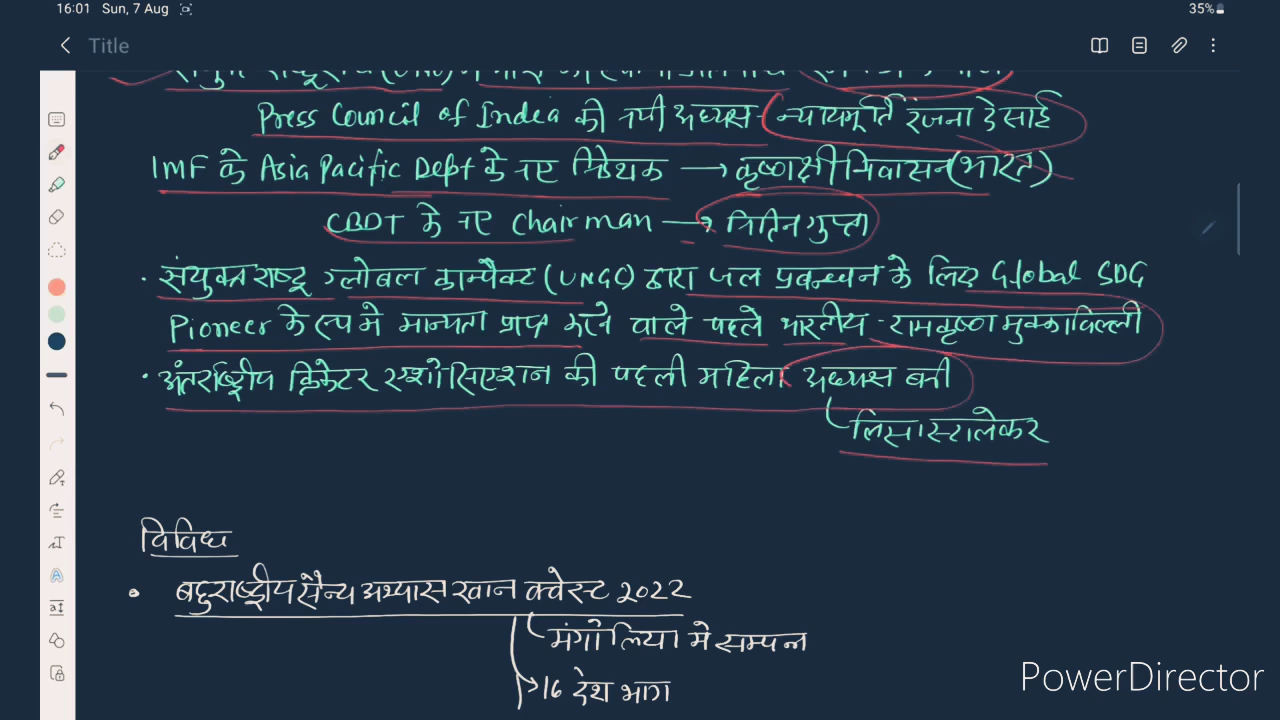 16:01 Sun, 7 Aug
35%
Title
Press Council of India की नयी अध्यक्ष - न्यायमूर्ति रंजना देसाई
IMF के Asia Pacific Dept के नए निदेशक → कृष्णाक्षी निवासन (भारत)
CBDT के नए Chairman → नितिन गुप्ता
· संयुक्त राष्ट्र ग्लोबल काम्पैक्ट (UNGC) द्वारा जल प्रबन्धन के लिए Global SDG
Pioneer के रूप मे मान्यता प्राप्त करने वाले पहले भारतीय - रामकृष्ण मुक्काविल्ली
· अंतर्राष्ट्रीय क्रिकेटर एशोसिएशन की पहली महिला अध्यक्ष बनी
लिसा स्टालेकर
विविध
• बहुराष्ट्रीय सैन्य अभ्यास खान क्वेस्ट 2022
मंगोलिया मे सम्पन्न
→ 16 देश भाग
PowerDirector